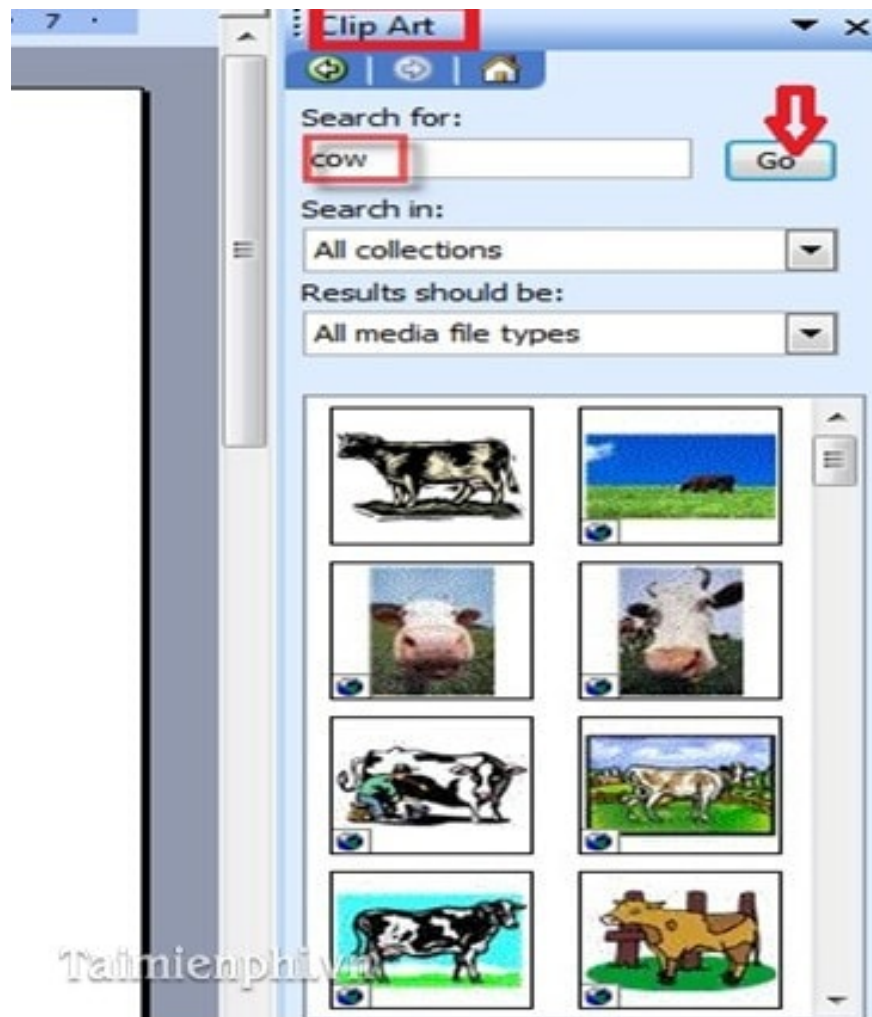 7
Clip Art
Search for:
cow
Go
Search in:
All collections
Results should be:
All media file types
Taimienphi.vn